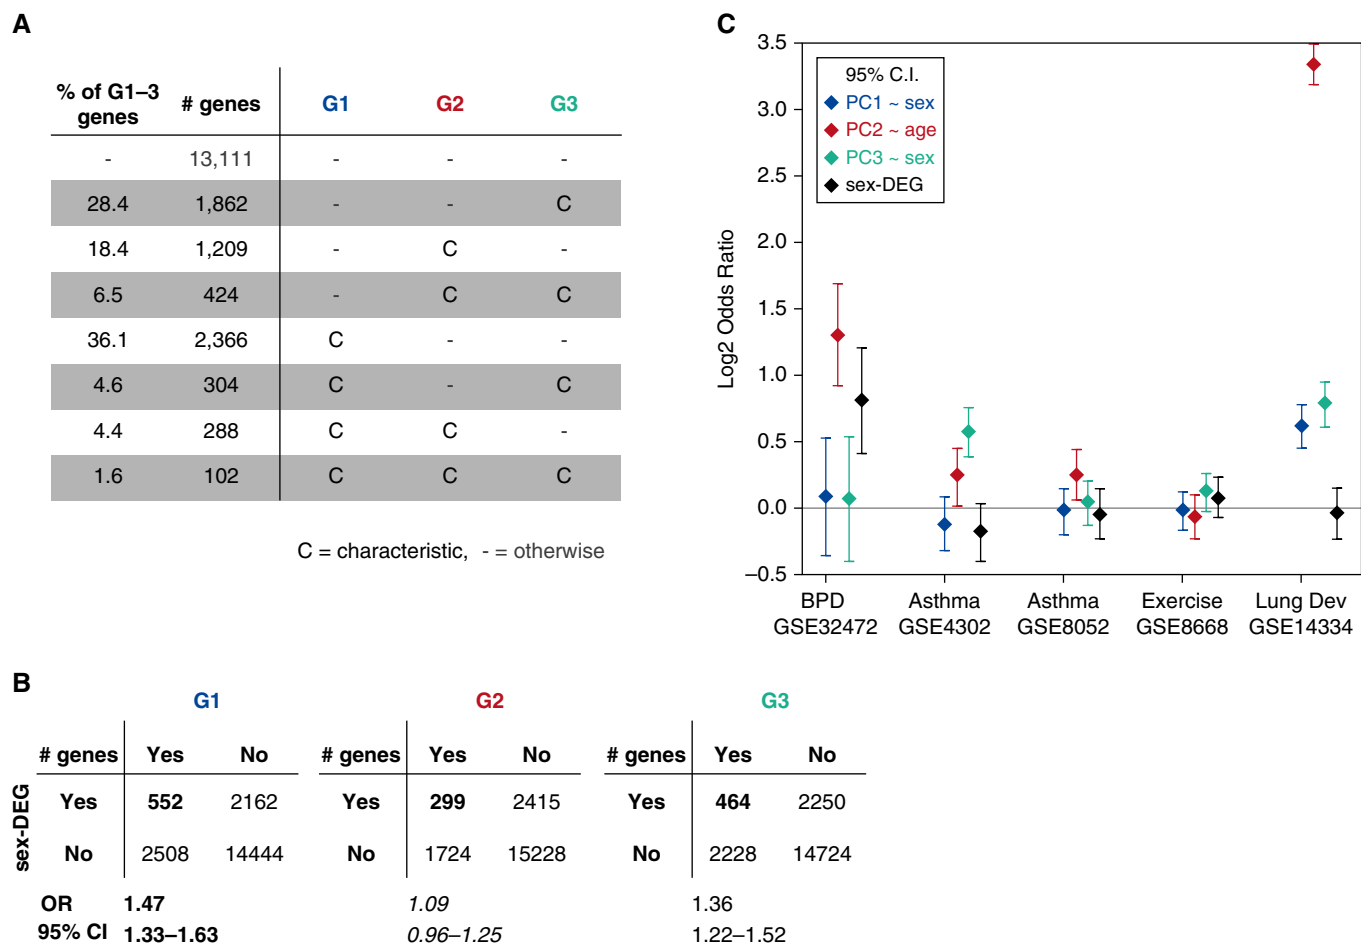 A
% of G1–3 genes # genes G1 G2 G3
- 13,111 - - -
28.4 1,862 - - C
18.4 1,209 - C -
6.5 424 - C C
36.1 2,366 C - -
4.6 304 C - C
4.4 288 C C -
1.6 102 C C C
C = characteristic, - = otherwise
B
G1
# genes Yes No
sex-DEG
Yes 552 2162
No 2508 14444
OR 1.47
95% CI 1.33–1.63
G2
# genes Yes No
Yes 299 2415
No 1724 15228
1.09
0.96–1.25
G3
# genes Yes No
Yes 464 2250
No 2228 14724
1.36
1.22–1.52
C
Log2 Odds Ratio
3.5
3.0
2.5
2.0
1.5
1.0
0.5
0.0
–0.5
95% C.I.
PC1 ~ sex
PC2 ~ age
PC3 ~ sex
sex-DEG
BPD
GSE32472
Asthma
GSE4302
Asthma
GSE8052
Exercise
GSE8668
Lung Dev
GSE14334